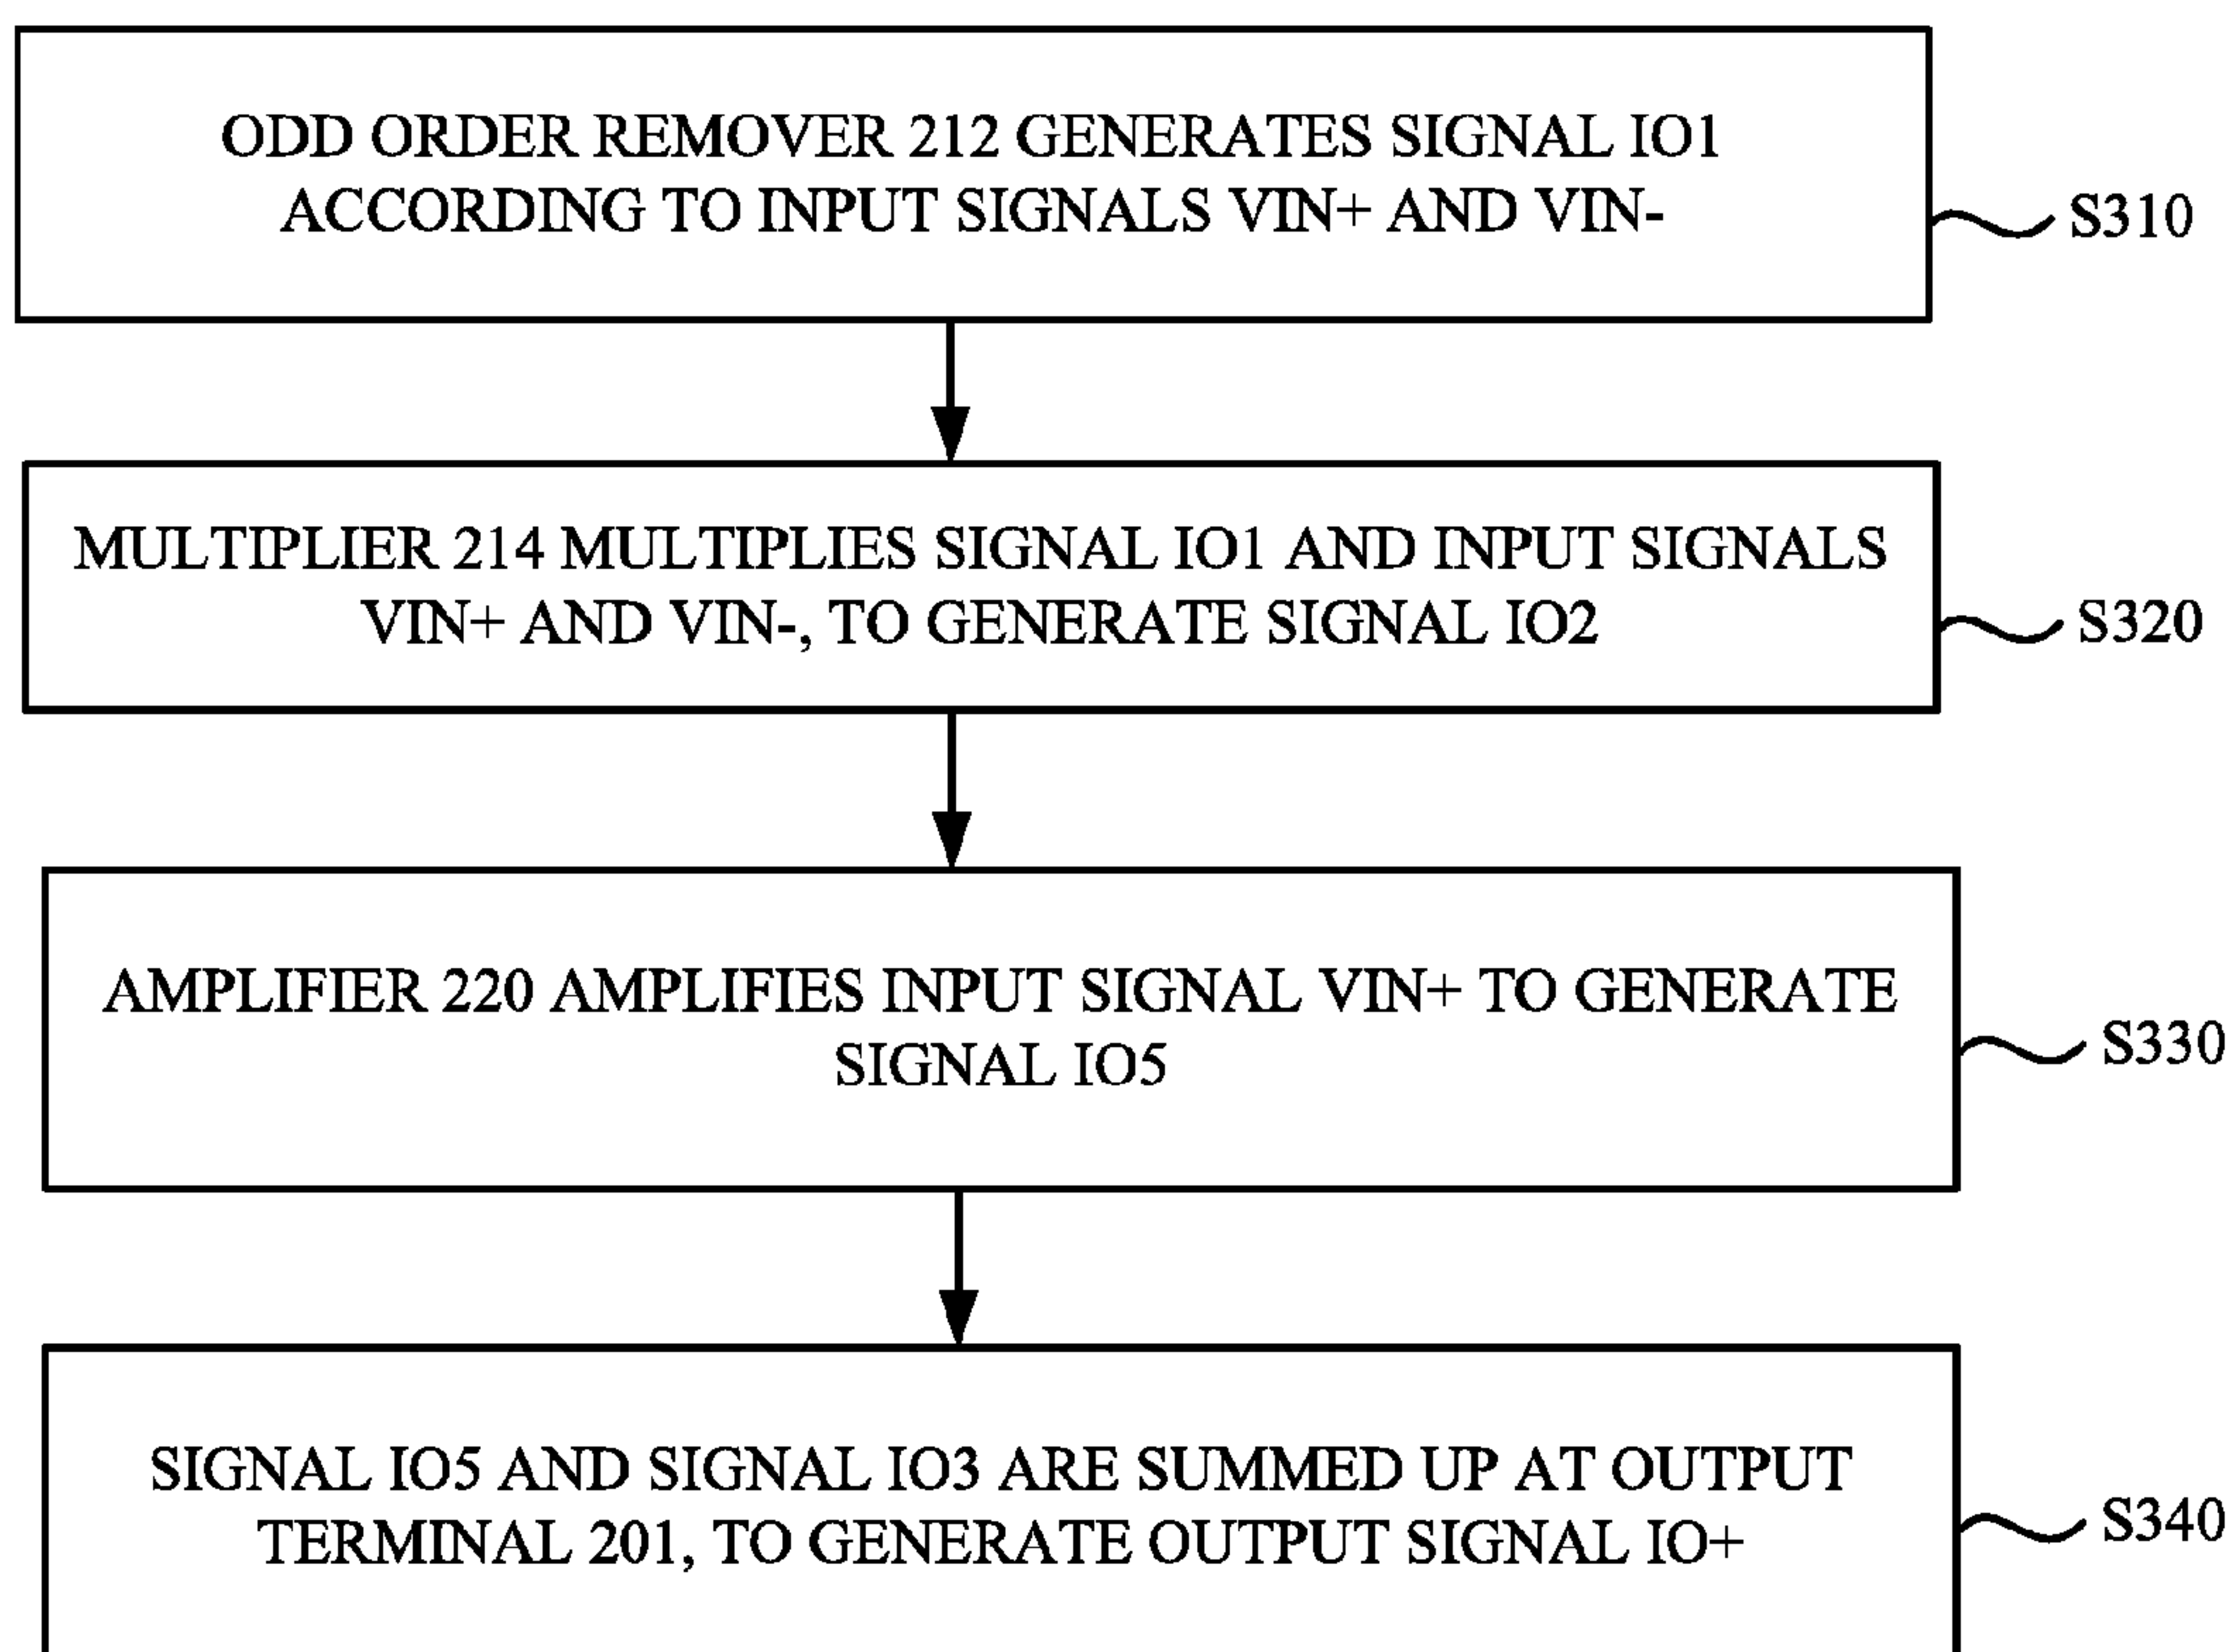 ODD ORDER REMOVER 212 GENERATES SIGNAL IO1
ACCORDING TO INPUT SIGNALS VIN+ AND VIN-
S310
MULTIPLIER 214 MULTIPLIES SIGNAL IO1 AND INPUT SIGNALS
VIN+ AND VIN-, TO GENERATE SIGNAL IO2
S320
AMPLIFIER 220 AMPLIFIES INPUT SIGNAL VIN+ TO GENERATE
SIGNAL IO5
S330
SIGNAL IO5 AND SIGNAL IO3 ARE SUMMED UP AT OUTPUT
TERMINAL 201, TO GENERATE OUTPUT SIGNAL IO+
S340